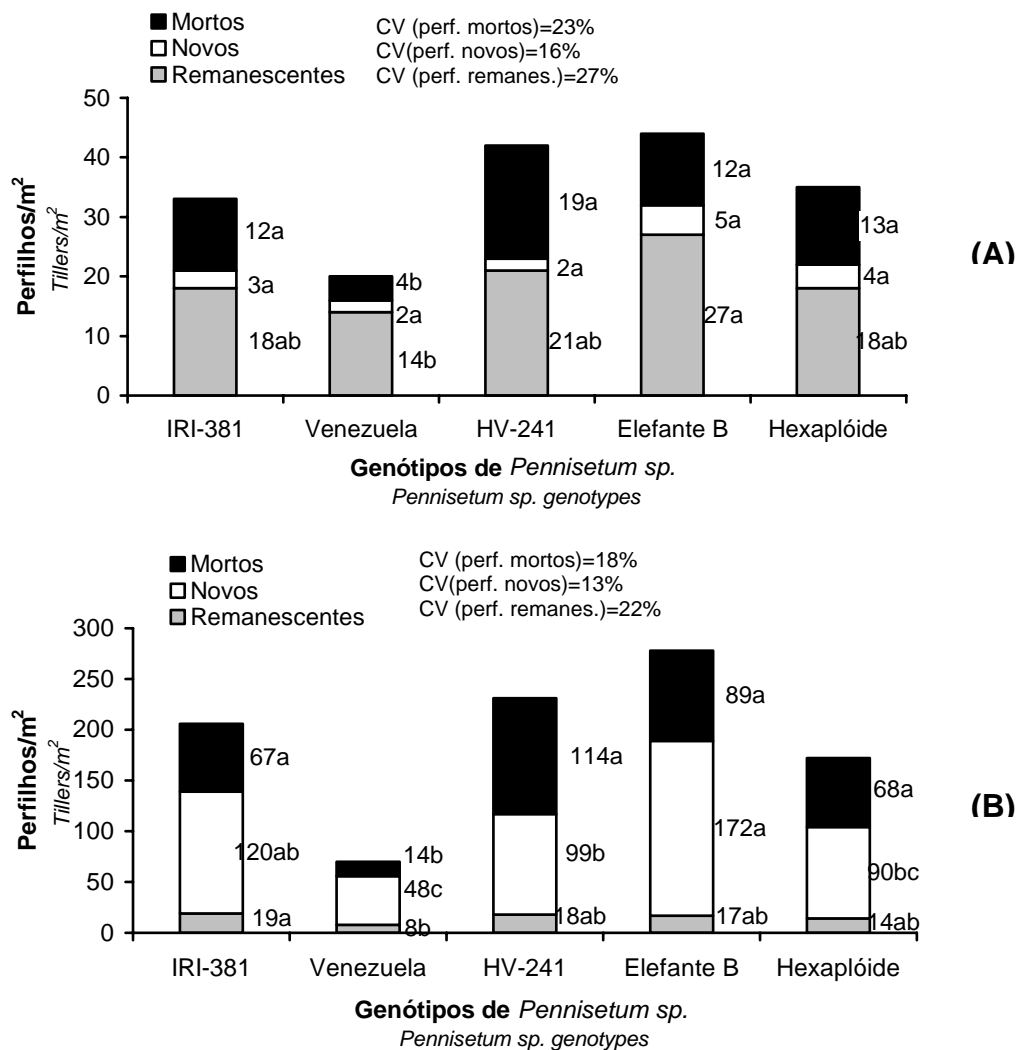 Mortos
Novos
Remanescentes
CV (perf. mortos)=23%
CV(perf. novos)=16%
CV (perf. remanes.)=27%
Perfilhos/m²
Tillers/m²
50
40
30
20
10
0
12a
3a
18ab
4b
2a
14b
19a
2a
21ab
12a
5a
27a
13a
4a
18ab
(A)
IRI-381 Venezuela HV-241 Elefante B Hexaplóide
Genótipos de Pennisetum sp.
Pennisetum sp. genotypes
Mortos
Novos
Remanescentes
CV (perf. mortos)=18%
CV(perf. novos)=13%
CV (perf. remanes.)=22%
Perfilhos/m²
Tillers/m²
300
250
200
150
100
50
0
67a
120ab
19a
14b
48c
8b
114a
99b
18ab
89a
172a
17ab
68a
90bc
14ab
(B)
IRI-381 Venezuela HV-241 Elefante B Hexaplóide
Genótipos de Pennisetum sp.
Pennisetum sp. genotypes